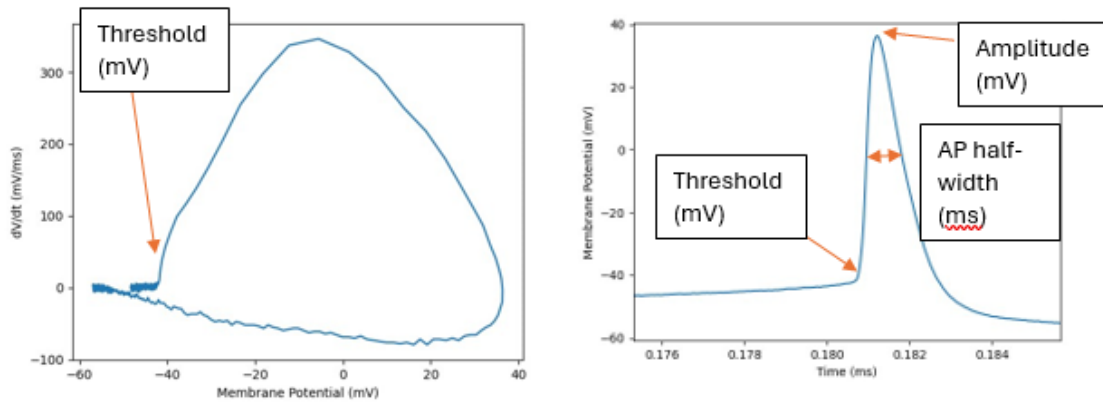 Threshold
(mV)
300
200
100
0
−100
dV/dt (mV/ms)
−60
−40
−20
0
20
40
Membrane Potential (mV)
Amplitude
(mV)
AP half-
width
(ms)
Threshold
(mV)
40
20
0
−20
−40
−60
Membrane Potential (mV)
0.176
0.178
0.180
0.182
0.184
Time (ms)